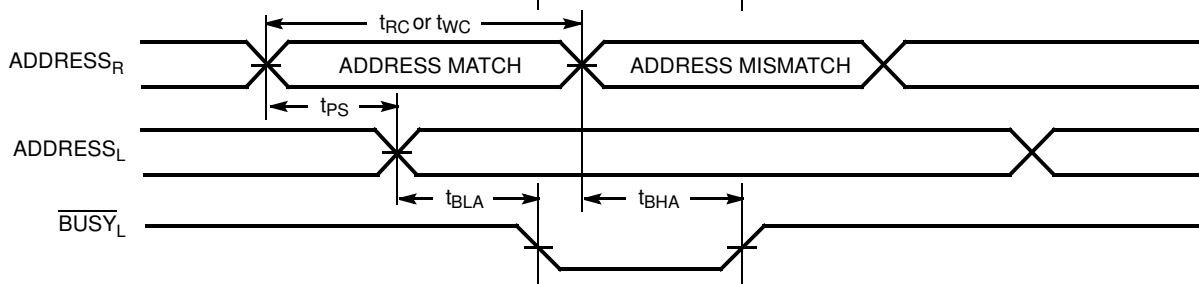 tRC or tWC
ADDRESSR ADDRESS MATCH ADDRESS MISMATCH
tPS
ADDRESSL
tBLA tBHA
BUSYL